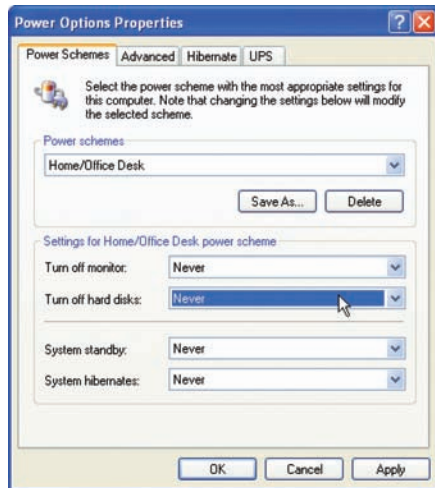 Power Options Properties
Power Schemes Advanced Hibernate UPS
Select the power scheme with the most appropriate settings for
this computer. Note that changing the settings below will modify
the selected scheme.
Power schemes
Home/Office Desk
Save As... Delete
Settings for Home/Office Desk power scheme
Turn off monitor: Never
Turn off hard disks: Never
System standby: Never
System hibernates: Never
OK Cancel Apply